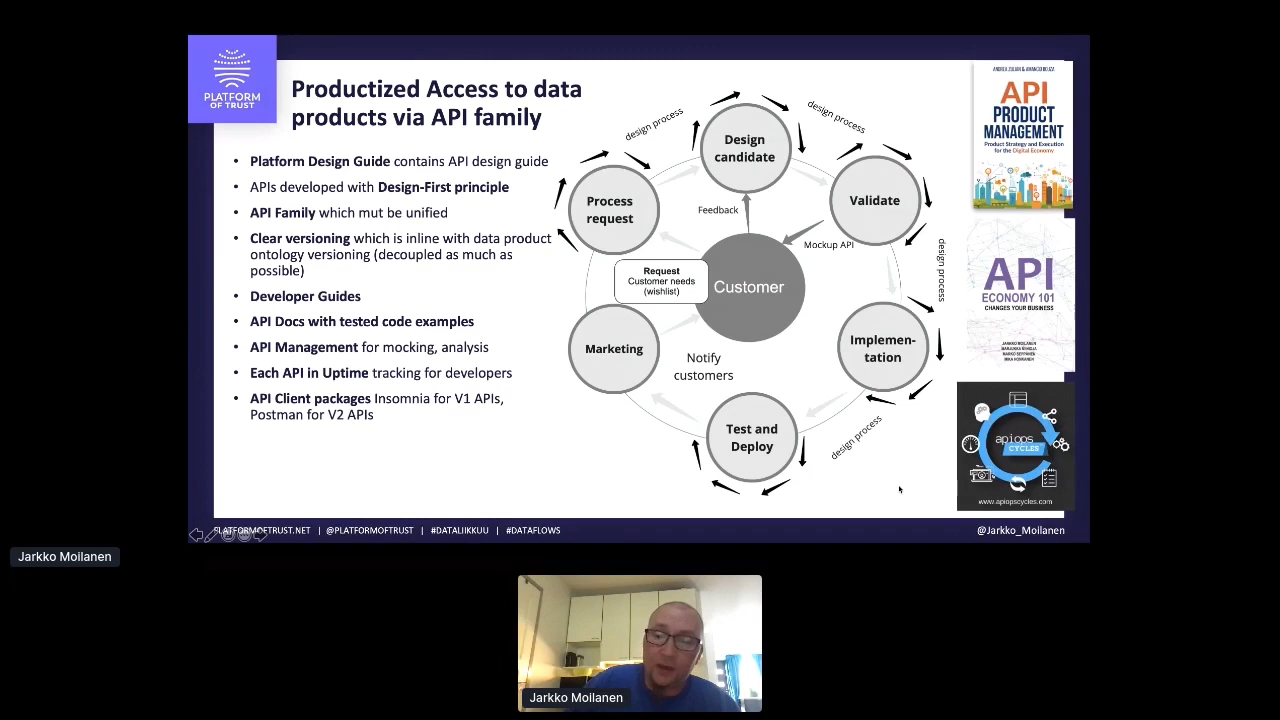 PLATFORM
OF TRUST
Productized Access to data
products via API family
• Platform Design Guide contains API design guide
• APIs developed with Design-First principle
• API Family which mut be unified
• Clear versioning which is inline with data product
ontology versioning (decoupled as much as
possible)
• Developer Guides
• API Docs with tested code examples
• API Management for mocking, analysis
• Each API in Uptime tracking for developers
• API Client packages Insomnia for V1 APIs,
Postman for V2 APIs
design process
design process
Design
candidate
Process
request
Validate
Feedback
Mockup API
design process
Request
Customer needs
(wishlist)
Customer
Marketing
Implemen-
tation
Notify
customers
Test and
Deploy
design process
API
PRODUCT
MANAGEMENT
Product Strategy and Execution
for the Digital Economy
API
ECONOMY 101
CHANGES YOUR BUSINESS
JARKKO MOILANEN
apiops
CYCLES
www.apiopscycles.com
PLATFORMOFTRUST.NET | @PLATFORMOFTRUST | #DATALIIKKUU | #DATAFLOWS
@Jarkko_Moilanen
Jarkko Moilanen
Jarkko Moilanen